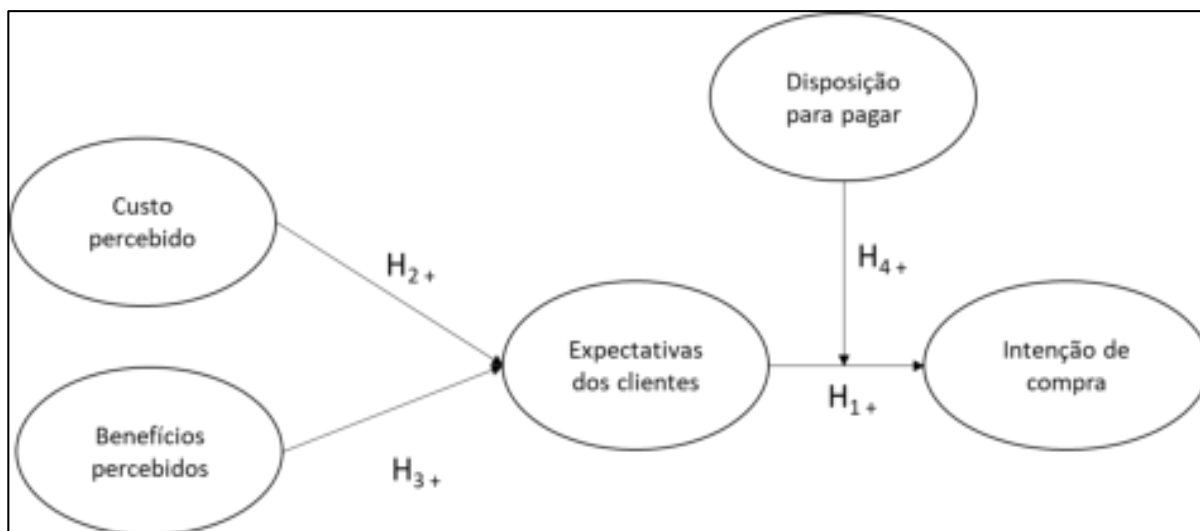 Disposição
para pagar
Custo
percebido
H2 +
H4 +
Expectativas
dos clientes
H1 +
Intenção de
compra
Benefícios
percebidos
H3 +